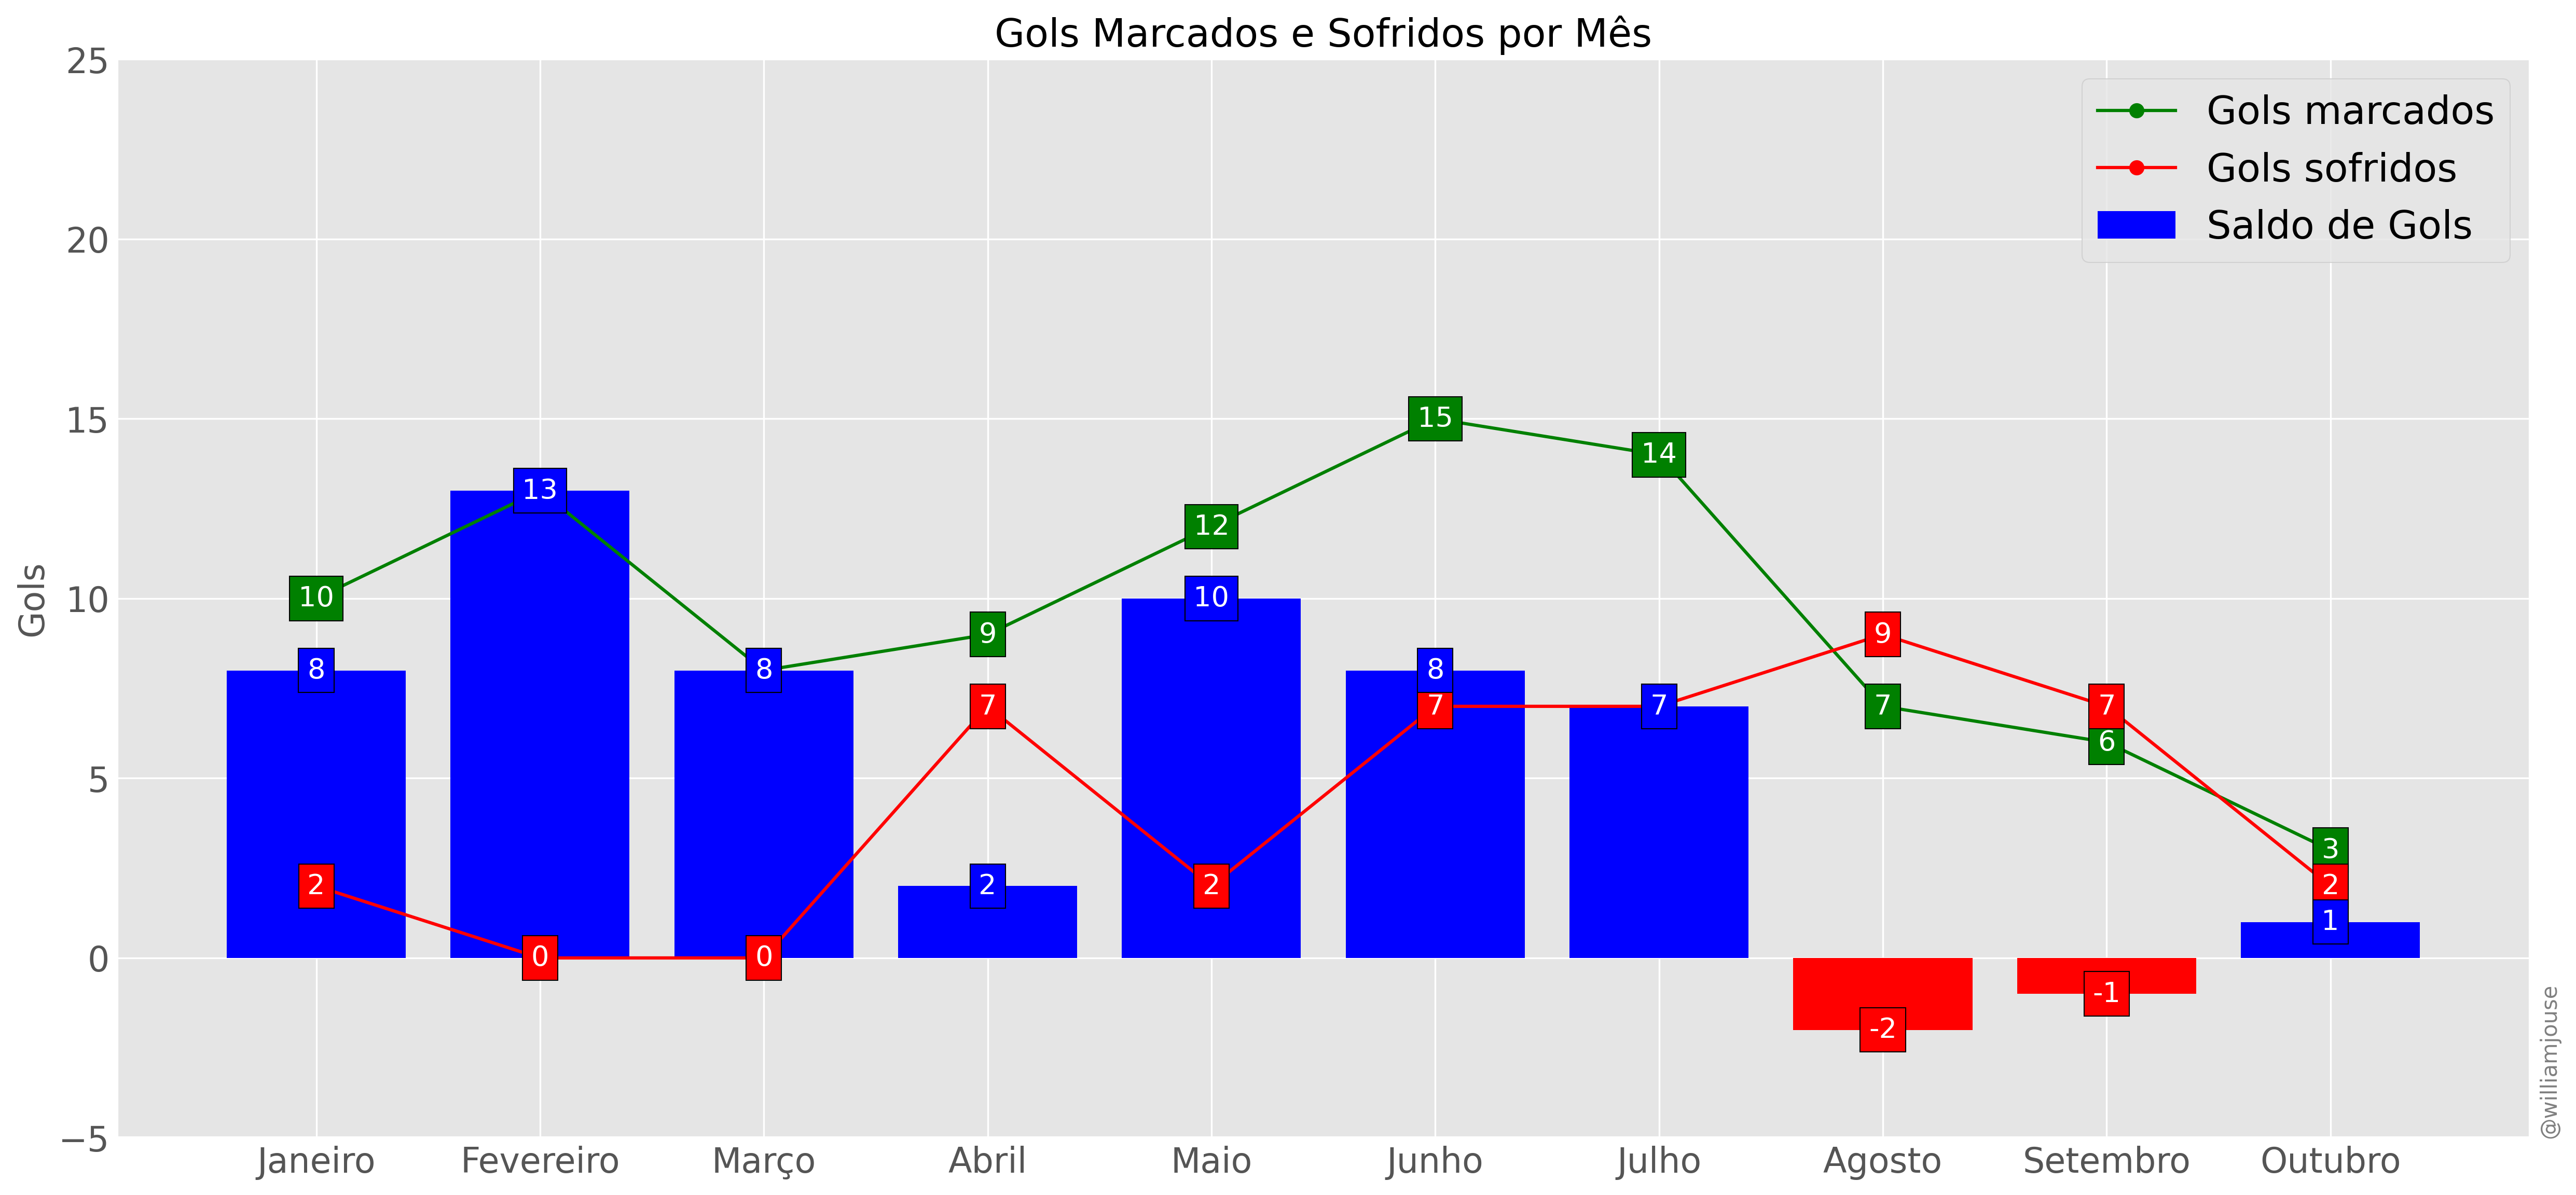 Gols Marcados e Sofridos por Mês
25
20
15
10
5
0
−5
Gols
Gols marcados
Gols sofridos
Saldo de Gols
15
14
13
12
10
10
9
9
8
8
8
7
7
7
7
7
6
3
2
2
2
2
1
0
0
-1
-2
Janeiro
Fevereiro
Março
Abril
Maio
Junho
Julho
Agosto
Setembro
Outubro
@williamjouse